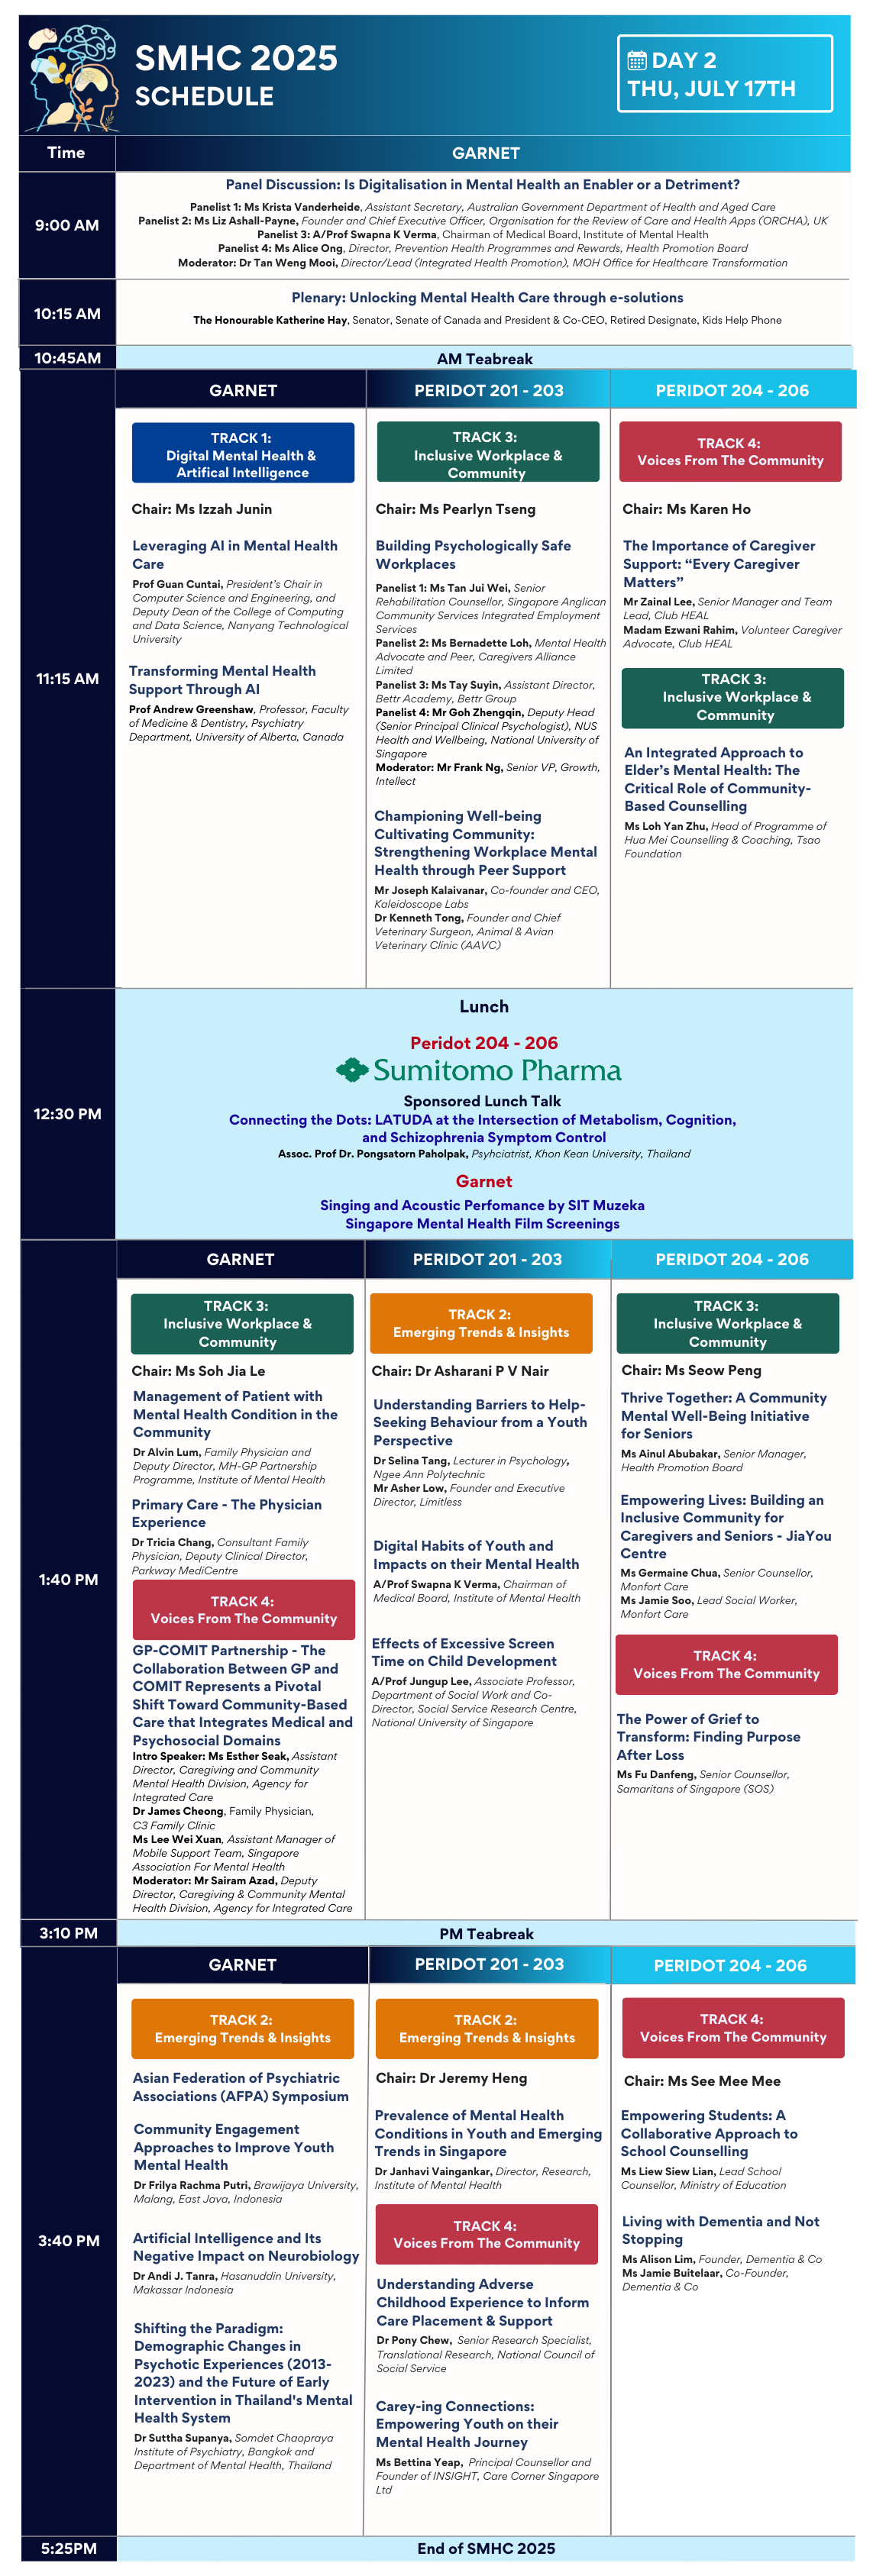 SMHC 2025
SCHEDULE
DAY 2
THU, JULY 17TH
Time
GARNET
9:00 AM
Panel Discussion: Is Digitalisation in Mental Health an Enabler or a Detriment?
Panelist 1: Ms Krista Vanderheide, Assistant Secretary, Australian Government Department of Health and Aged Care
Panelist 2: Ms Liz Ashall-Payne, Founder and Chief Executive Officer, Organisation for the Review of Care and Health Apps (ORCHA), UK
Panelist 3: A/Prof Swapna K Verma, Chairman of Medical Board, Institute of Mental Health
Panelist 4: Ms Alice Ong, Director, Prevention Health Programmes and Rewards, Health Promotion Board
Moderator: Dr Tan Weng Mooi, Director/Lead (Integrated Health Promotion), MOH Office for Healthcare Transformation
10:15 AM
Plenary: Unlocking Mental Health Care through e-solutions
The Honourable Katherine Hay, Senator, Senate of Canada and President & Co-CEO, Retired Designate, Kids Help Phone
10:45AM
AM Teabreak
GARNET
PERIDOT 201 - 203
PERIDOT 204 - 206
11:15 AM
TRACK 1:
Digital Mental Health &
Artifical Intelligence
Chair: Ms Izzah Junin
Leveraging AI in Mental Health
Care
Prof Guan Cuntai, President's Chair in
Computer Science and Engineering, and
Deputy Dean of the College of Computing
and Data Science, Nanyang Technological
University
Transforming Mental Health
Support Through AI
Prof Andrew Greenshaw, Professor, Faculty
of Medicine & Dentistry, Psychiatry
Department, University of Alberta, Canada
TRACK 3:
Inclusive Workplace &
Community
Chair: Ms Pearlyn Tseng
Building Psychologically Safe
Workplaces
Panelist 1: Ms Tan Jui Wei, Senior
Rehabilitation Counsellor, Singapore Anglican
Community Services Integrated Employment
Services
Panelist 2: Ms Bernadette Loh, Mental Health
Advocate and Peer, Caregivers Alliance
Limited
Panelist 3: Ms Tay Suyin, Assistant Director,
Bettr Academy, Bettr Group
Panelist 4: Mr Goh Zhengqin, Deputy Head
(Senior Principal Clinical Psychologist), NUS
Health and Wellbeing, National University of
Singapore
Moderator: Mr Frank Ng, Senior VP, Growth,
Intellect
Championing Well-being
Cultivating Community:
Strengthening Workplace Mental
Health through Peer Support
Mr Joseph Kalaivanar, Co-founder and CEO,
Kaleidoscope Labs
Dr Kenneth Tong, Founder and Chief
Veterinary Surgeon, Animal & Avian
Veterinary Clinic (AAVC)
TRACK 4:
Voices From The Community
Chair: Ms Karen Ho
The Importance of Caregiver
Support: “Every Caregiver
Matters”
Mr Zainal Lee, Senior Manager and Team
Lead, Club HEAL
Madam Ezwani Rahim, Volunteer Caregiver
Advocate, Club HEAL
TRACK 3:
Inclusive Workplace &
Community
An Integrated Approach to
Elder's Mental Health: The
Critical Role of Community-
Based Counselling
Ms Loh Yan Zhu, Head of Programme of
Hua Mei Counselling & Coaching, Tsao
Foundation
12:30 PM
Lunch
Peridot 204 - 206
Sumitomo Pharma
Sponsored Lunch Talk
Connecting the Dots: LATUDA at the Intersection of Metabolism, Cognition,
and Schizophrenia Symptom Control
Assoc. Prof Dr. Pongsatorn Paholpak, Psyhciatrist, Khon Kean University, Thailand
Garnet
Singing and Acoustic Perfomance by SIT Muzeka
Singapore Mental Health Film Screenings
GARNET
PERIDOT 201 - 203
PERIDOT 204 - 206
1:40 PM
TRACK 3:
Inclusive Workplace &
Community
Chair: Ms Soh Jia Le
Management of Patient with
Mental Health Condition in the
Community
Dr Alvin Lum, Family Physician and
Deputy Director, MH-GP Partnership
Programme, Institute of Mental Health
Primary Care - The Physician
Experience
Dr Tricia Chang, Consultant Family
Physician, Deputy Clinical Director,
Parkway MediCentre
TRACK 4:
Voices From The Community
GP-COMIT Partnership - The
Collaboration Between GP and
COMIT Represents a Pivotal
Shift Toward Community-Based
Care that Integrates Medical and
Psychosocial Domains
Intro Speaker: Ms Esther Seak, Assistant
Director, Caregiving and Community
Mental Health Division, Agency for
Integrated Care
Dr James Cheong, Family Physician,
C3 Family Clinic
Ms Lee Wei Xuan, Assistant Manager of
Mobile Support Team, Singapore
Association For Mental Health
Moderator: Mr Sairam Azad, Deputy
Director, Caregiving & Community Mental
Health Division, Agency for Integrated Care
TRACK 2:
Emerging Trends & Insights
Chair: Dr Asharani P V Nair
Understanding Barriers to Help-
Seeking Behaviour from a Youth
Perspective
Dr Selina Tang, Lecturer in Psychology,
Ngee Ann Polytechnic
Mr Asher Low, Founder and Executive
Director, Limitless
Digital Habits of Youth and
Impacts on their Mental Health
A/Prof Swapna K Verma, Chairman of
Medical Board, Institute of Mental Health
Effects of Excessive Screen
Time on Child Development
A/Prof Jungup Lee, Associate Professor,
Department of Social Work and Co-
Director, Social Service Research Centre,
National University of Singapore
TRACK 3:
Inclusive Workplace &
Community
Chair: Ms Seow Peng
Thrive Together: A Community
Mental Well-Being Initiative
for Seniors
Ms Ainul Abubakar, Senior Manager,
Health Promotion Board
Empowering Lives: Building an
Inclusive Community for
Caregivers and Seniors - JiaYou
Centre
Ms Germaine Chua, Senior Counsellor,
Monfort Care
Ms Jamie Soo, Lead Social Worker,
Monfort Care
TRACK 4:
Voices From The Community
The Power of Grief to
Transform: Finding Purpose
After Loss
Ms Fu Danfeng, Senior Counsellor,
Samaritans of Singapore (SOS)
3:10 PM
PM Teabreak
GARNET
PERIDOT 201 - 203
PERIDOT 204 - 206
3:40 PM
TRACK 2:
Emerging Trends & Insights
Asian Federation of Psychiatric
Associations (AFPA) Symposium
Community Engagement
Approaches to Improve Youth
Mental Health
Dr Frilya Rachma Putri, Brawijaya University,
Malang, East Java, Indonesia
Artificial Intelligence and Its
Negative Impact on Neurobiology
Dr Andi J. Tanra, Hasanuddin University,
Makassar Indonesia
Shifting the Paradigm:
Demographic Changes in
Psychotic Experiences (2013-
2023) and the Future of Early
Intervention in Thailand's Mental
Health System
Dr Suttha Supanya, Somdet Chaopraya
Institute of Psychiatry, Bangkok and
Department of Mental Health, Thailand
TRACK 2:
Emerging Trends & Insights
Chair: Dr Jeremy Heng
Prevalence of Mental Health
Conditions in Youth and Emerging
Trends in Singapore
Dr Janhavi Vaingankar, Director, Research,
Institute of Mental Health
TRACK 4:
Voices From The Community
Understanding Adverse
Childhood Experience to Inform
Care Placement & Support
Dr Pony Chew, Senior Research Specialist,
Translational Research, National Council of
Social Service
Carey-ing Connections:
Empowering Youth on their
Mental Health Journey
Ms Bettina Yeap, Principal Counsellor and
Founder of INSIGHT, Care Corner Singapore
Ltd
TRACK 4:
Voices From The Community
Chair: Ms See Mee Mee
Empowering Students: A
Collaborative Approach to
School Counselling
Ms Liew Siew Lian, Lead School
Counsellor, Ministry of Education
Living with Dementia and Not
Stopping
Ms Alison Lim, Founder, Dementia & Co
Ms Jamie Buitelaar, Co-Founder,
Dementia & Co
5:25PM
End of SMHC 2025